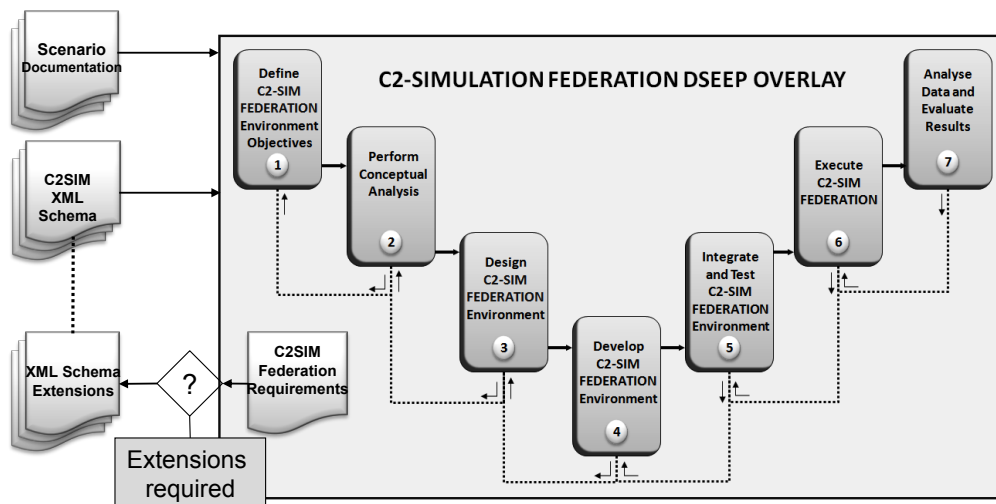 Scenario
Documentation
C2SIM
XML
Schema
XML Schema
Extensions
?
C2SIM
Federation
Requirements
Extensions
required
C2-SIMULATION FEDERATION DSEEP OVERLAY
Define
C2-SIM
FEDERATION
Environment
Objectives
1
Perform
Conceptual
Analysis
2
Design
C2-SIM
FEDERATION
Environment
3
Develop
C2-SIM
FEDERATION
Environment
4
Integrate
and Test
C2-SIM
FEDERATION
Environment
5
Execute
C2-SIM
FEDERATION
6
Analyse
Data and
Evaluate
Results
7